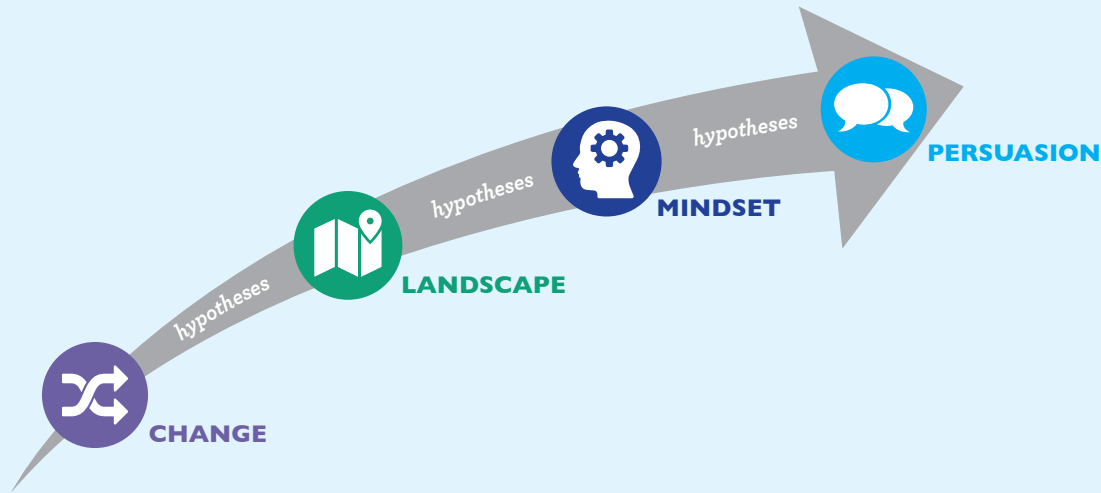 CHANGE
hypotheses
LANDSCAPE
hypotheses
MINDSET
hypotheses
PERSUASION